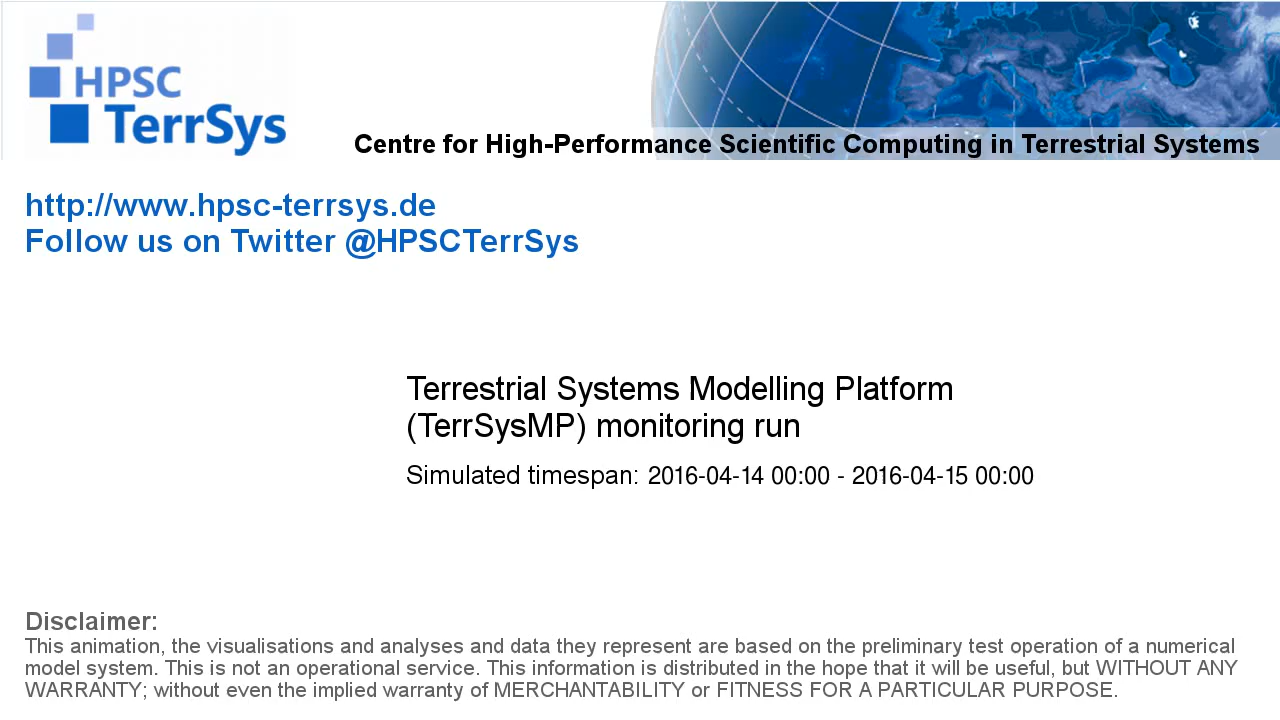 HPSC
TerrSys
Centre for High-Performance Scientific Computing in Terrestrial Systems
http://www.hpsc-terrsys.de
Follow us on Twitter @HPSCTerrSys
Terrestrial Systems Modelling Platform
(TerrSysMP) monitoring run
Simulated timespan: 2016-04-14 00:00 - 2016-04-15 00:00
Disclaimer:
This animation, the visualisations and analyses and data they represent are based on the preliminary test operation of a numerical
model system. This is not an operational service. This information is distributed in the hope that it will be useful, but WITHOUT ANY
WARRANTY; without even the implied warranty of MERCHANTABILITY or FITNESS FOR A PARTICULAR PURPOSE.